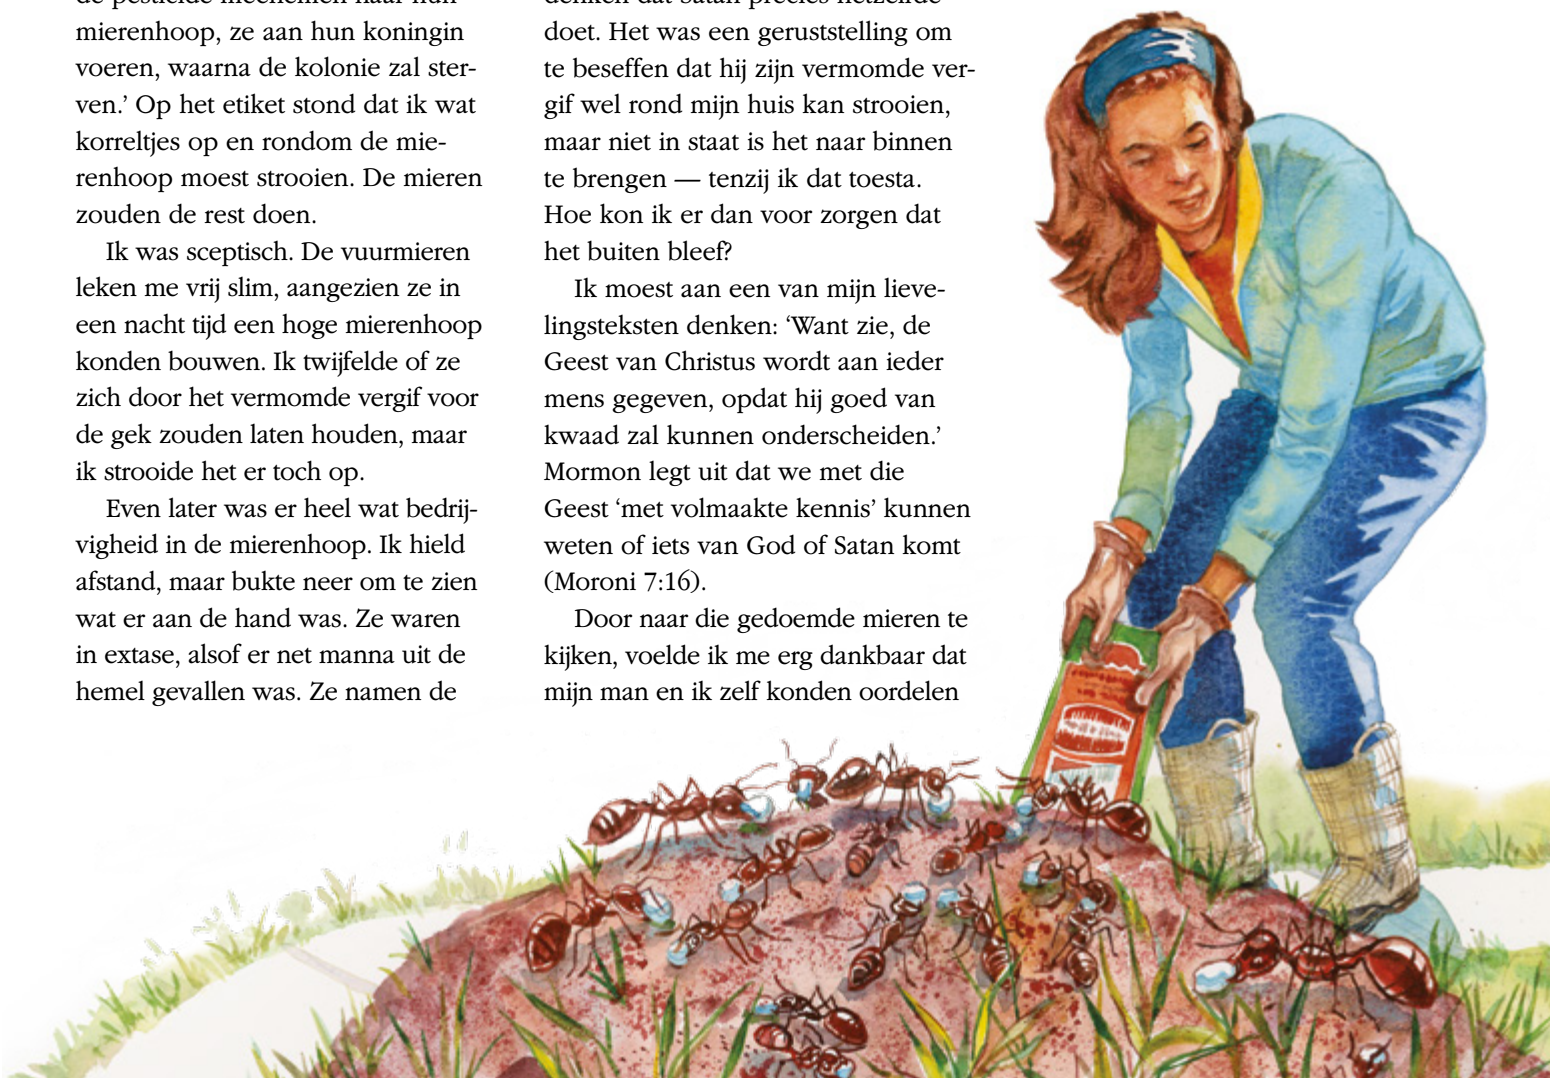 mierenhoop, ze aan hun koningin
voeren, waarna de kolonie zal ster-
ven.’ Op het etiket stond dat ik wat
korreltjes op en rondom de mie-
renhoop moest strooien. De mieren
zouden de rest doen.
Ik was sceptisch. De vuurmieren
leken me vrij slim, aangezien ze in
een nacht tijd een hoge mierenhoop
konden bouwen. Ik twijfelde of ze
zich door het vermomde vergif voor
de gek zouden laten houden, maar
ik strooide het er toch op.
Even later was er heel wat bedrij-
vigheid in de mierenhoop. Ik hield
afstand, maar bukte neer om te zien
wat er aan de hand was. Ze waren
in extase, alsof er net manna uit de
hemel gevallen was. Ze namen de
denken dat Satan precies hetzelfde
doet. Het was een geruststelling om
te beseffen dat hij zijn vermomde ver-
gif wel rond mijn huis kan strooien,
maar niet in staat is het naar binnen
te brengen — tenzij ik dat toesta.
Hoe kon ik er dan voor zorgen dat
het buiten bleef?
Ik moest aan een van mijn lieve-
lingsteksten denken: ‘Want zie, de
Geest van Christus wordt aan ieder
mens gegeven, opdat hij goed van
kwaad zal kunnen onderscheiden.’
Mormon legt uit dat we met die
Geest ‘met volmaakte kennis’ kunnen
weten of iets van God of Satan komt
(Moroni 7:16).
Door naar die gedoemde mieren te
kijken, voelde ik me erg dankbaar dat
mijn man en ik zelf konden oordelen